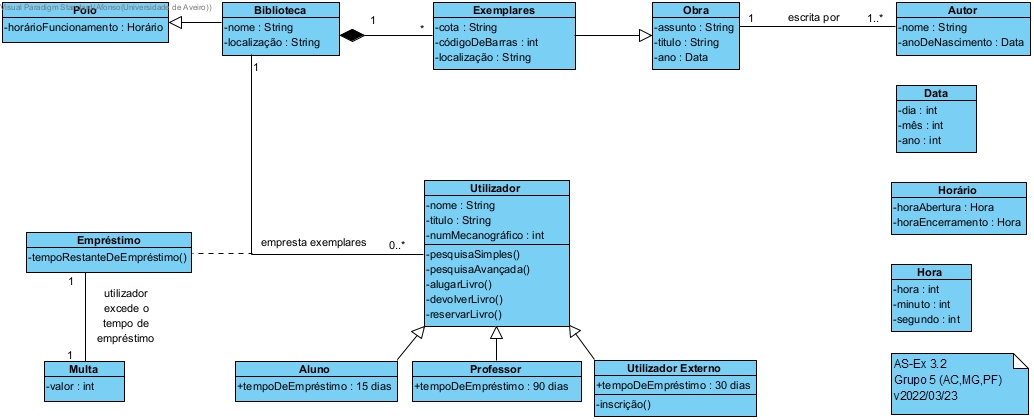 Visual Paradigm Standard(Afonso(Universidade de Aveiro))
Polo
-horárioFuncionamento : Horário
Biblioteca
-nome : String
-localização : String
1
*
Exemplares
-cota : String
-códigoDeBarras : int
-localização : String
Obra
-assunto : String
-titulo : String
-ano : Data
1
escrita por
1..*
Autor
-nome : String
-anoDeNascimento : Data
Data
-dia : int
-mês : int
-ano : int
Horário
-horaAbertura : Hora
-horaEncerramento : Hora
Hora
-hora : int
-minuto : int
-segundo : int
1
empresta exemplares
0..*
Utilizador
-nome : String
-titulo : String
-numMecanográfico : int
-pesquisaSimples()
-pesquisaAvançada()
-alugarLivro()
-devolverLivro()
-reservarLivro()
Empréstimo
-tempoRestanteDeEmpréstimo()
1
utilizador
excede o
tempo de
empréstimo
1
Multa
-valor : int
Aluno
+tempoDeEmpréstimo : 15 dias
Professor
+tempoDeEmpréstimo : 90 dias
Utilizador Externo
+tempoDeEmpréstimo : 30 dias
-inscrição()
AS-Ex 3.2
Grupo 5 (AC,MG,PF)
v2022/03/23